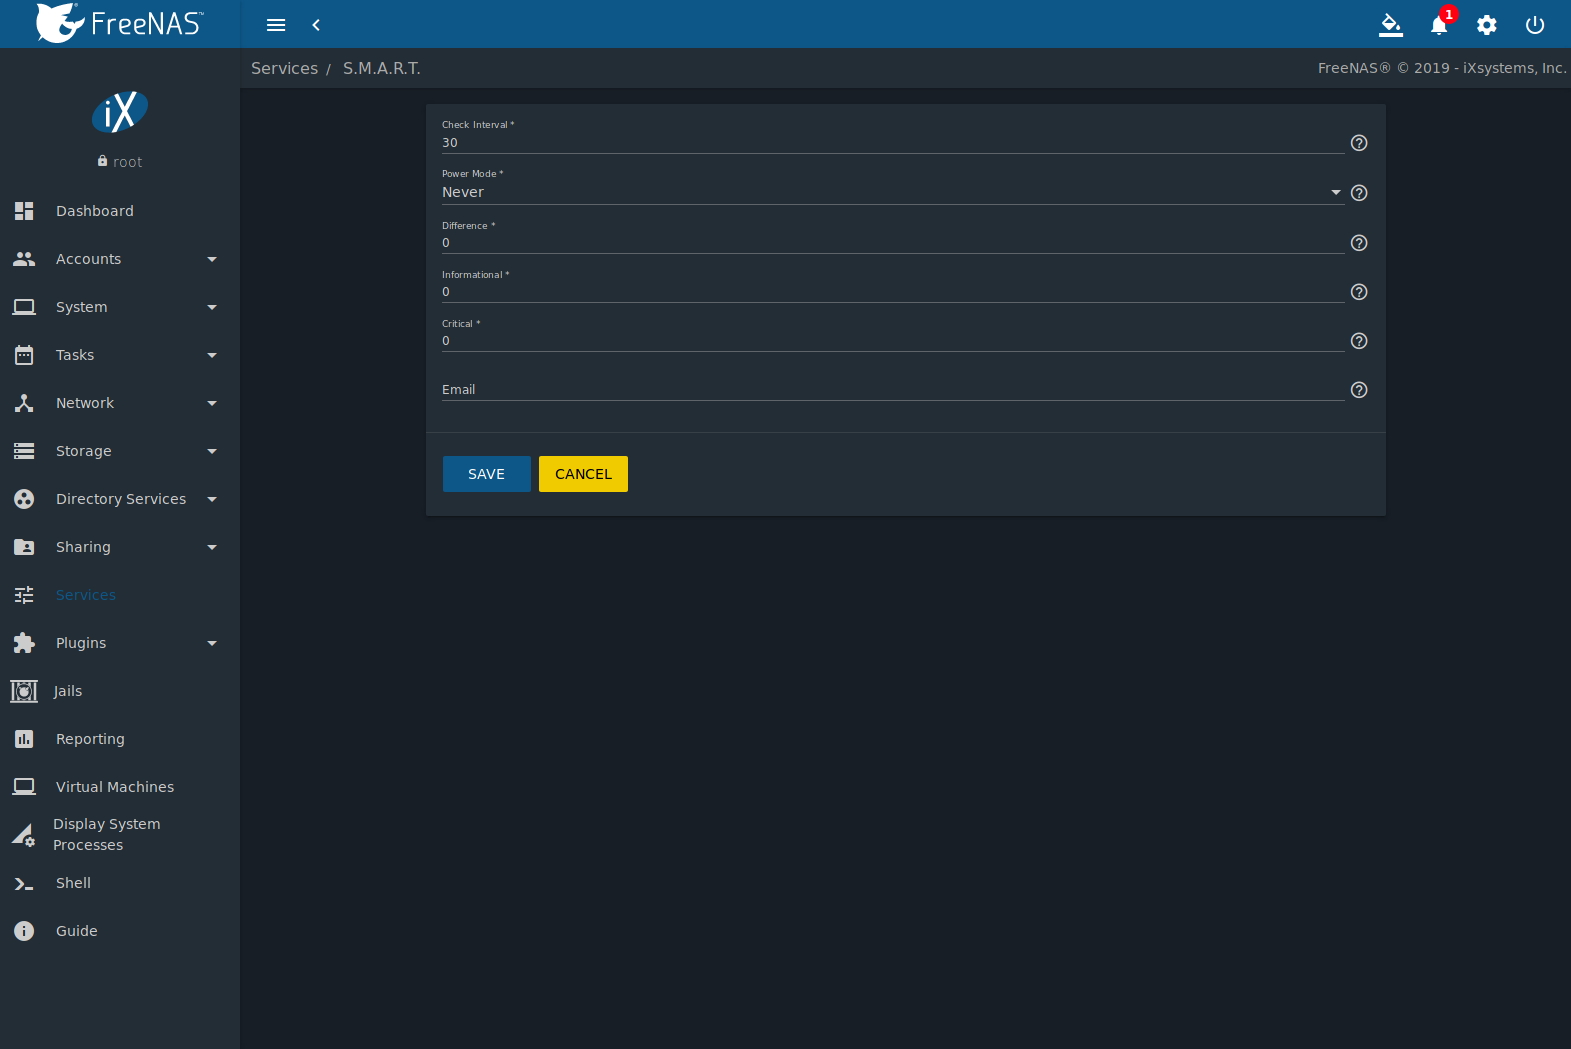 FreeNAS™
1
Services / S.M.A.R.T.
FreeNAS® © 2019 - iXsystems, Inc.
iX
root
Dashboard
Accounts
System
Tasks
Network
Storage
Directory Services
Sharing
Services
Plugins
Jails
Reporting
Virtual Machines
Display System
Processes
Shell
Guide
Check Interval *
30
Power Mode *
Never
Difference *
0
Informational *
0
Critical *
0
Email
SAVE CANCEL